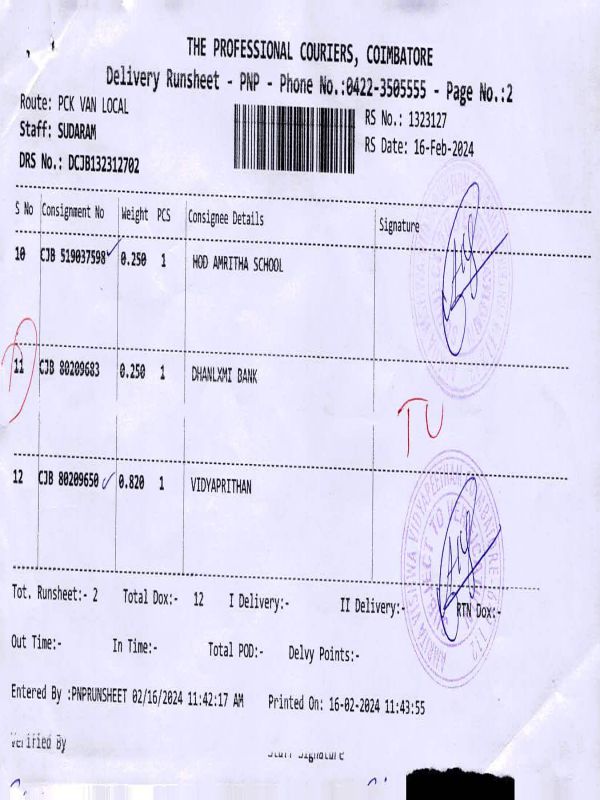 THE PROFESSIONAL COURIERS, COIMBATORE
Delivery Runsheet - PNP - Phone No.:0422-3505555 - Page No.:2
Route: PCK VAN LOCAL
RS No.: 1323127
Staff: SUDARAM
RS Date: 16-Feb-2024
DRS No.: DCJB132312702
S No Consignment No Weight PCS Consignee Details Signature
10 CJB 519037598 0.250 1 HOD AMRITHA SCHOOL
11 CJB 80209683 0.250 1 DHANLXMI BANK
TU
12 CJB 80209650 0.820 1 VIDYAPRITHAN
Tot. Runsheet:- 2 Total Dox:- 12 I Delivery:- II Delivery:- RTN Dox:-
Out Time:- In Time:- Total POD:- Delvy Points:-
Entered By :PNPRUNSHEET 02/16/2024 11:42:17 AM Printed On: 16-02-2024 11:43:55
Verified By Staff Signature